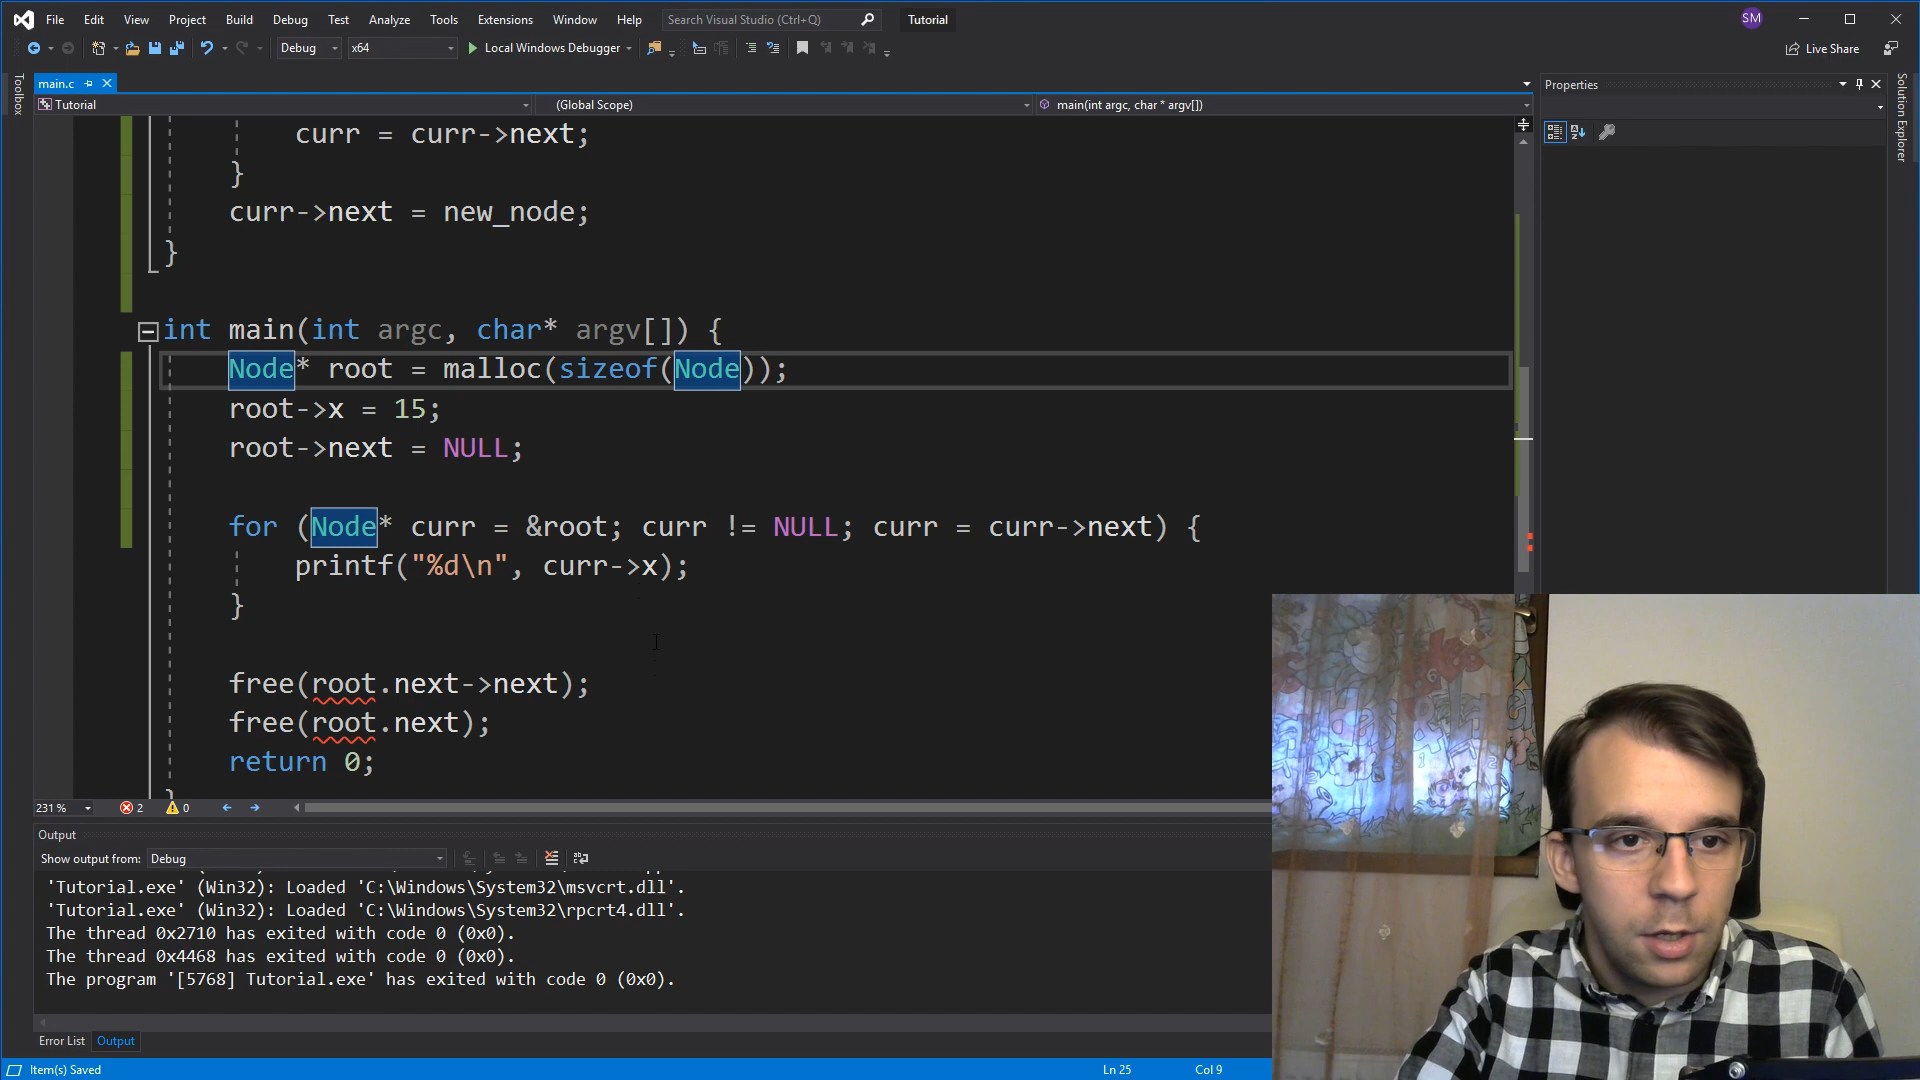 File Edit View Project Build Debug Test Analyze Tools Extensions Window Help Search Visual Studio (Ctrl+Q) Tutorial SM
Debug x64 Local Windows Debugger Live Share
Toolbox
main.c
Properties
Solution Explorer
Tutorial (Global Scope) main(int argc, char * argv[])
curr = curr->next;
}
curr->next = new_node;
}
int main(int argc, char* argv[]) {
Node* root = malloc(sizeof(Node));
root->x = 15;
root->next = NULL;
for (Node* curr = &root; curr != NULL; curr = curr->next) {
printf("%d\n", curr->x);
}
free(root.next->next);
free(root.next);
return 0;
231 % 2 0
Output
Show output from: Debug
'Tutorial.exe' (Win32): Loaded 'C:\Windows\System32\msvcrt.dll'.
'Tutorial.exe' (Win32): Loaded 'C:\Windows\System32\rpcrt4.dll'.
The thread 0x2710 has exited with code 0 (0x0).
The thread 0x4468 has exited with code 0 (0x0).
The program '[5768] Tutorial.exe' has exited with code 0 (0x0).
Error List Output
Item(s) Saved Ln 25 Col 9